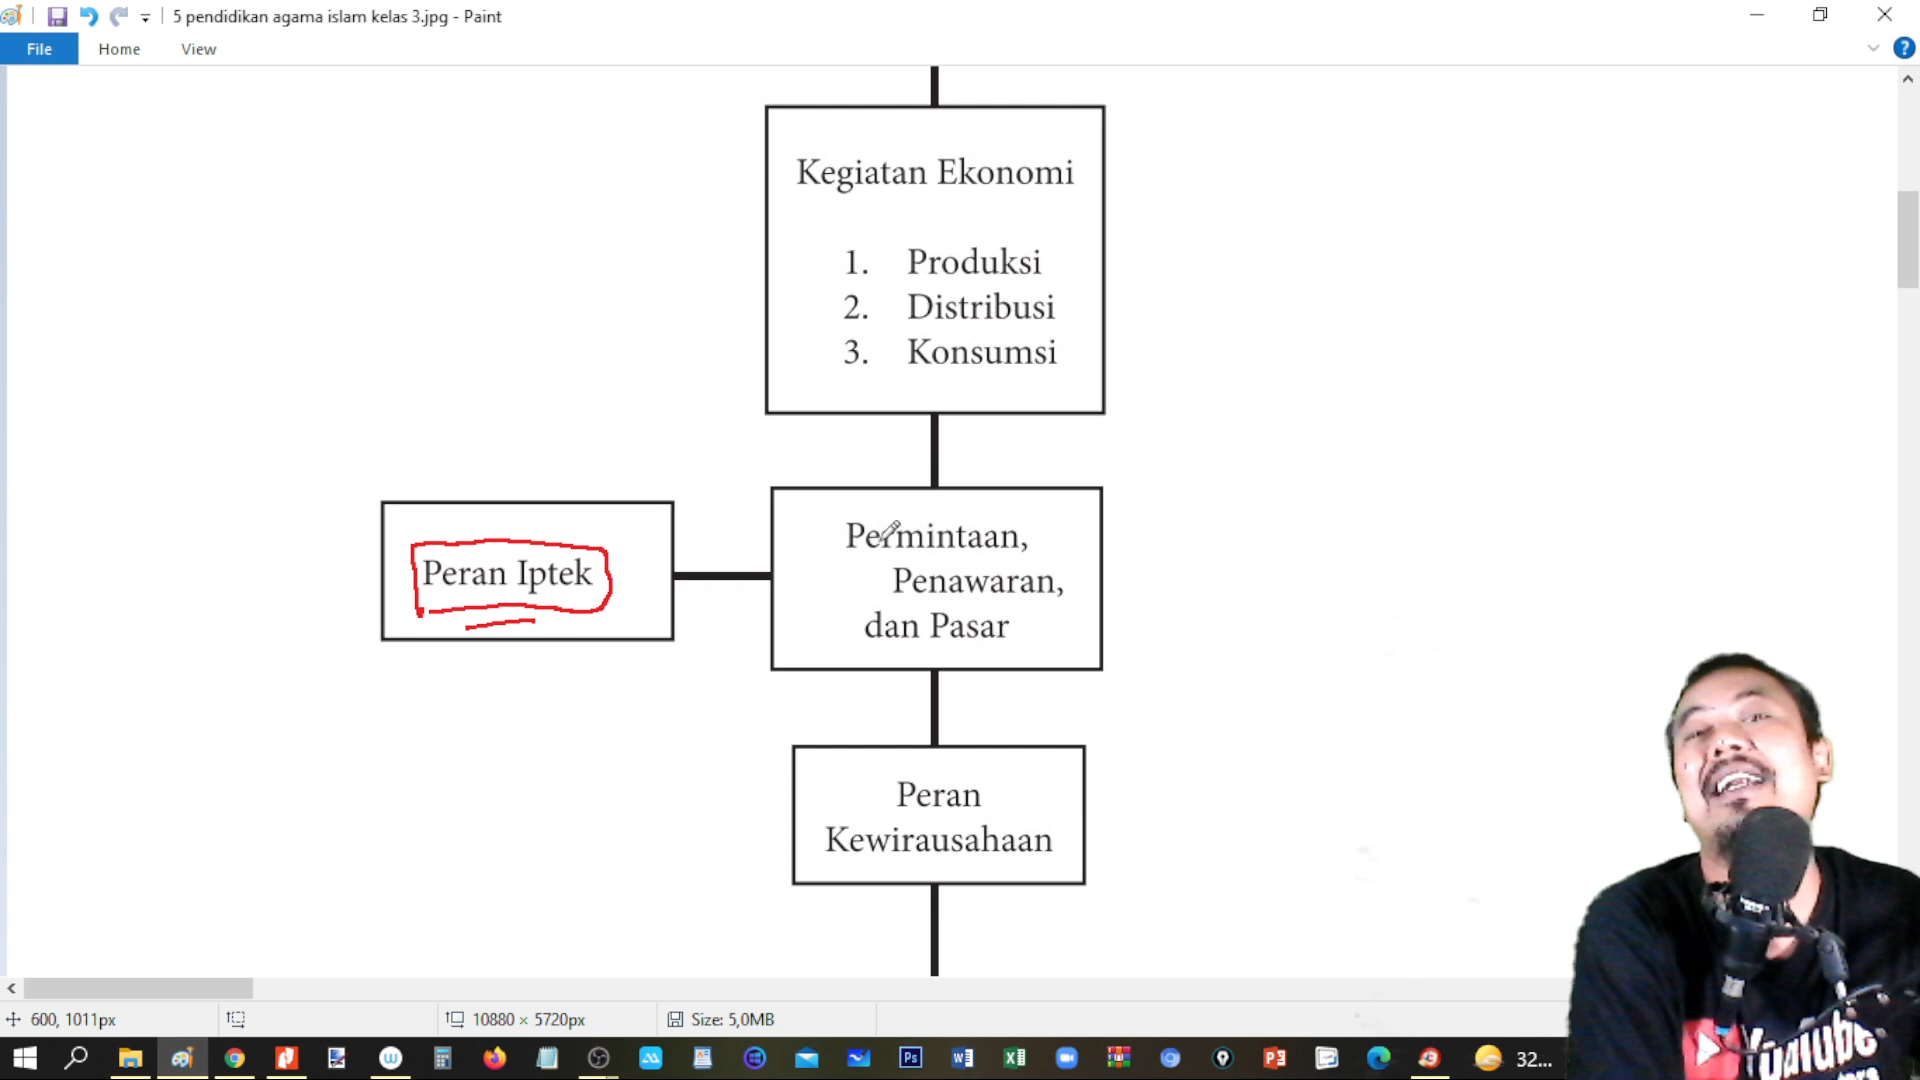 5 pendidikan agama islam kelas 3.jpg - Paint
File Home View
Kegiatan Ekonomi
1. Produksi
2. Distribusi
3. Konsumsi
Peran Iptek
Permintaan,
Penawaran,
dan Pasar
Peran
Kewirausahaan
600, 1011px
10880 × 5720px
Size: 5,0MB
32...
YouTube